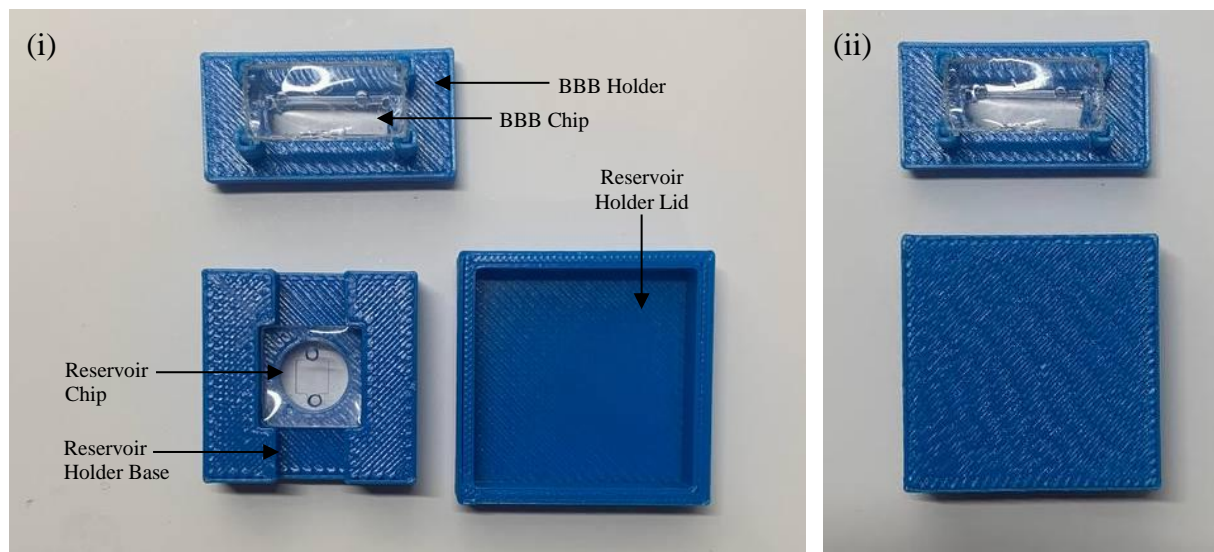 (i)
BBB Holder
BBB Chip
Reservoir
Holder Lid
Reservoir
Chip
Reservoir
Holder Base
(ii)